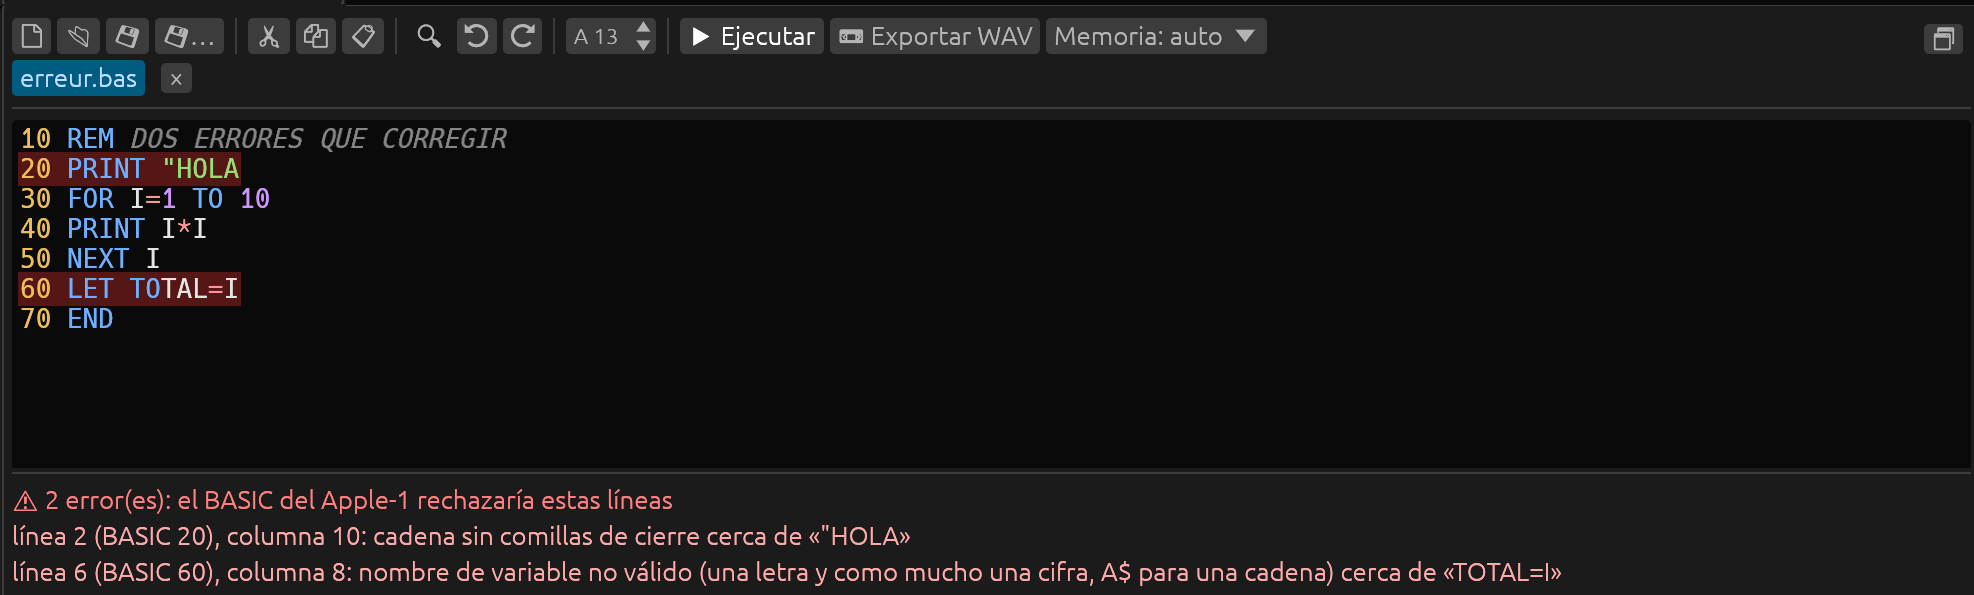 ... A 13 Ejecutar Exportar WAV Memoria: auto
erreur.bas x
10 REM DOS ERRORES QUE CORREGIR
20 PRINT "HOLA
30 FOR I=1 TO 10
40 PRINT I*I
50 NEXT I
60 LET TOTAL=I
70 END
⚠ 2 error(es): el BASIC del Apple-1 rechazaría estas líneas
línea 2 (BASIC 20), columna 10: cadena sin comillas de cierre cerca de «"HOLA»
línea 6 (BASIC 60), columna 8: nombre de variable no válido (una letra y como mucho una cifra, A$ para una cadena) cerca de «TOTAL=I»